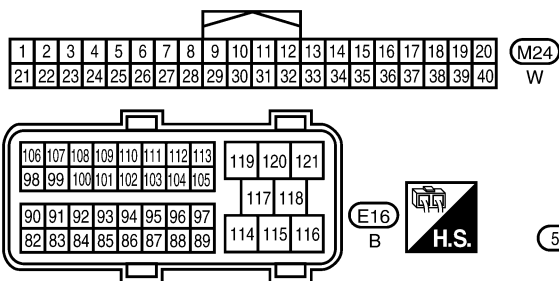 1 2 3 4 5 6 7 8 9 10 11 12 13 14 15 16 17 18 19 20
M24
21 22 23 24 25 26 27 28 29 30 31 32 33 34 35 36 37 38 39 40
W
106 107 108 109 110 111 112 113
119 120 121
98 99 100 101 102 103 104 105
117 118
90 91 92 93 94 95 96 97
E16
82 83 84 85 86 87 88 89
114 115 116
B
H.S.
5